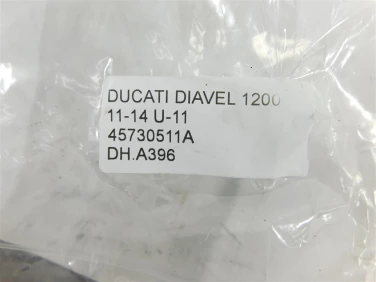 DUCATI DIAVEL 1200
11-14 U-11
45730511A
DH.A396